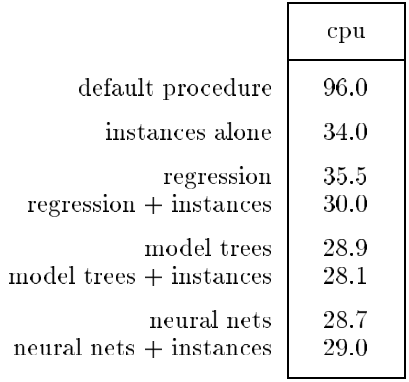 cpu
default procedure 96.0
instances alone 34.0
regression 35.5
regression + instances 30.0
model trees 28.9
model trees + instances 28.1
neural nets 28.7
neural nets + instances 29.0